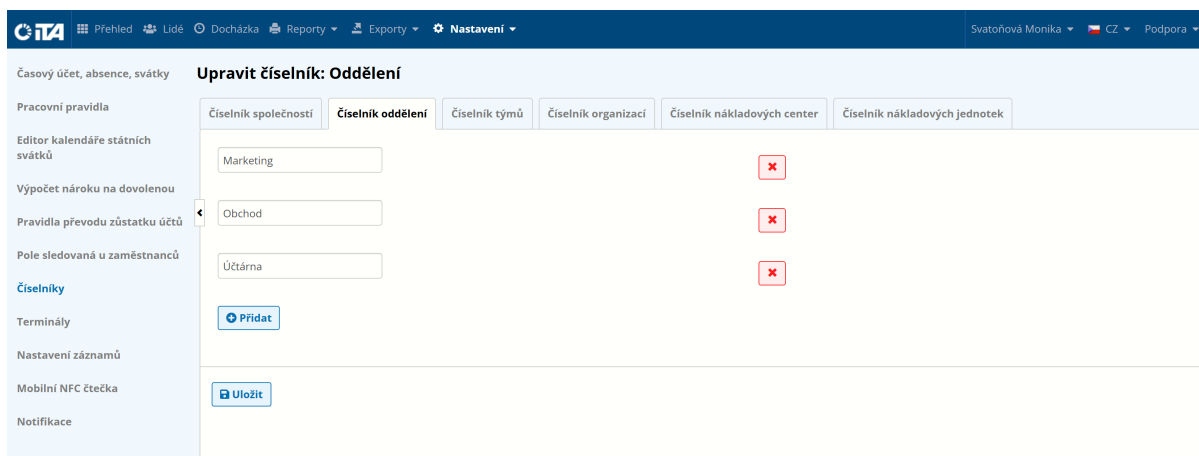 iTA Přehled Lidé Docházka Reporty Exporty Nastavení Svatoňová Monika CZ Podpora
Časový účet, absence, svátky
Pracovní pravidla
Editor kalendáře státních
svátků
Výpočet nároku na dovolenou
Pravidla převodu zůstatku účtů
Pole sledovaná u zaměstnanců
Číselníky
Terminály
Nastavení záznamů
Mobilní NFC čtečka
Notifikace
Upravit číselník: Oddělení
Číselník společností Číselník oddělení Číselník týmů Číselník organizací Číselník nákladových center Číselník nákladových jednotek
Marketing
Obchod
Účtárna
Přidat
Uložit